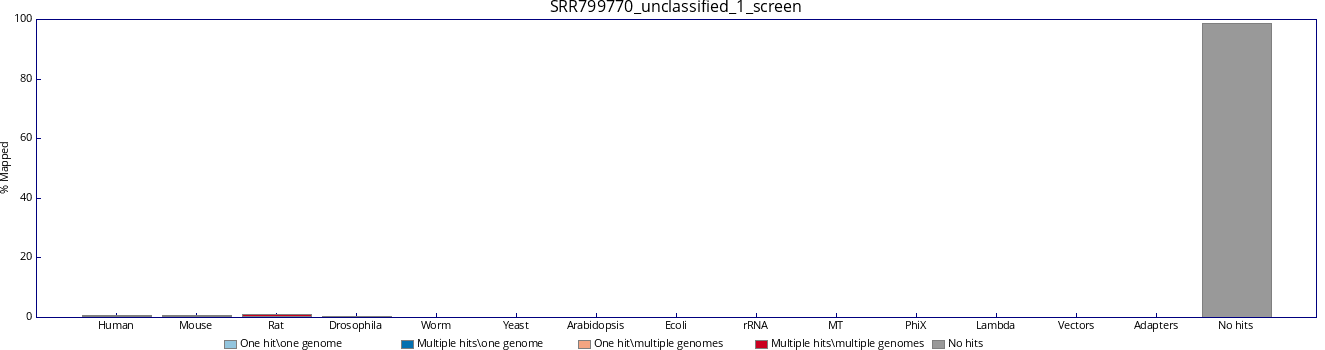 SRR799770_unclassified_1_screen
100
80
60
40
20
0
% Mapped
Human Mouse Rat Drosophila Worm Yeast Arabidopsis Ecoli rRNA MT PhiX Lambda Vectors Adapters No hits
One hit\one genome Multiple hits\one genome One hit\multiple genomes Multiple hits\multiple genomes No hits